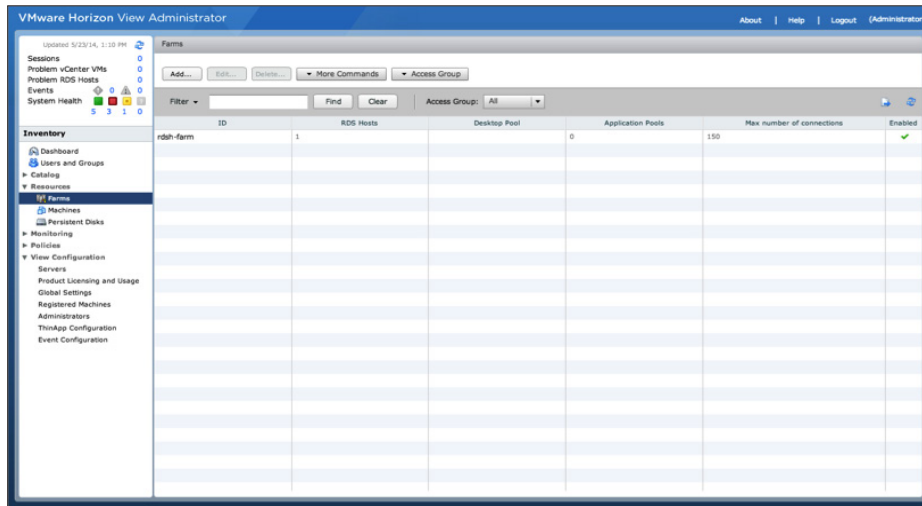 VMware Horizon View Administrator
About | Help | Logout (Administrator
Updated 5/23/14, 1:10 PM
Sessions 0
Problem vCenter VMs 0
Problem RDS Hosts 0
Events 0 0
System Health
5 3 1 0
Inventory
Dashboard
Users and Groups
Catalog
Resources
Farms
Machines
Persistent Disks
Monitoring
Policies
View Configuration
Servers
Product Licensing and Usage
Global Settings
Registered Machines
Administrators
ThinApp Configuration
Event Configuration
Farms
Add... Edit... Delete... More Commands Access Group
Filter Find Clear Access Group: All
ID RDS Hosts Desktop Pool Application Pools Max number of connections Enabled
rdsh-farm 1 0 150